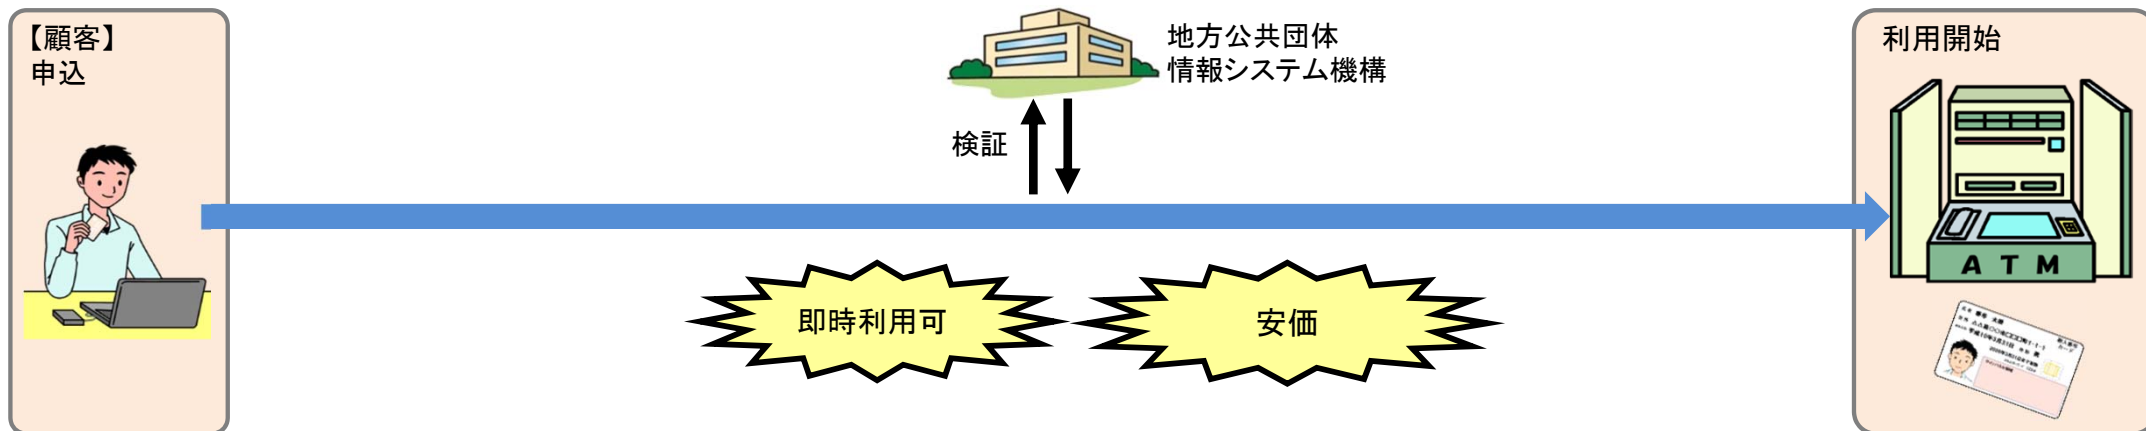 【顧客】
申込
地方公共団体
情報システム機構
検証
即時利用可
安価
利用開始
ATM